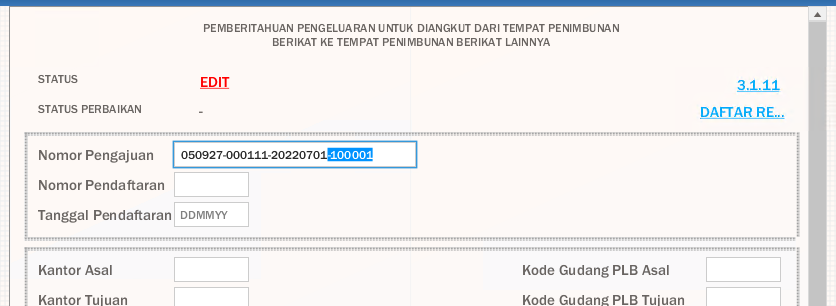 PEMBERITAHUAN PENGELUARAN UNTUK DIANGKUT DARI TEMPAT PENIMBUNAN
BERIKAT KE TEMPAT PENIMBUNAN BERIKAT LAINNYA
STATUS EDIT 3.1.11
STATUS PERBAIKAN - DAFTAR RE...
Nomor Pengajuan 050927-000111-20220701-100001
Nomor Pendaftaran
Tanggal Pendaftaran DDMMYY
Kantor Asal Kode Gudang PLB Asal
Kantor Tujuan Kode Gudang PLB Tujuan